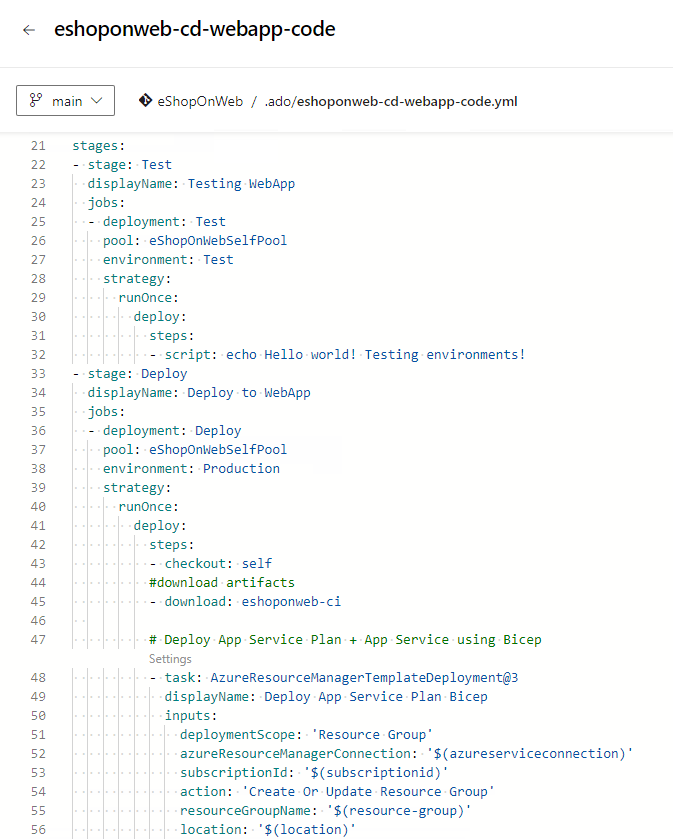 ← eshoponweb-cd-webapp-code
main eShopOnWeb / .ado/eshoponweb-cd-webapp-code.yml
21 stages:
22 - stage: Test
23   displayName: Testing WebApp
24   jobs:
25   - deployment: Test
26     pool: eShopOnWebSelfPool
27     environment: Test
28     strategy:
29       runOnce:
30         deploy:
31           steps:
32           - script: echo Hello world! Testing environments!
33 - stage: Deploy
34   displayName: Deploy to WebApp
35   jobs:
36   - deployment: Deploy
37     pool: eShopOnWebSelfPool
38     environment: Production
39     strategy:
40       runOnce:
41         deploy:
42           steps:
43           - checkout: self
44           #download artifacts
45           - download: eshoponweb-ci
46
47           # Deploy App Service Plan + App Service using Bicep
Settings
48           - task: AzureResourceManagerTemplateDeployment@3
49             displayName: Deploy App Service Plan Bicep
50             inputs:
51               deploymentScope: 'Resource Group'
52               azureResourceManagerConnection: '$(azureserviceconnection)'
53               subscriptionId: '$(subscriptionid)'
54               action: 'Create Or Update Resource Group'
55               resourceGroupName: '$(resource-group)'
56               location: '$(location)'